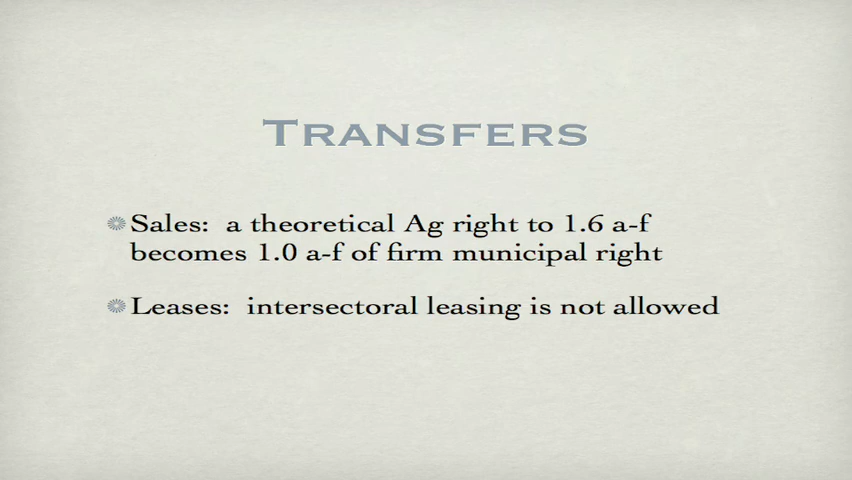 TRANSFERS
Sales: a theoretical Ag right to 1.6 a-f
becomes 1.0 a-f of firm municipal right
Leases: intersectoral leasing is not allowed